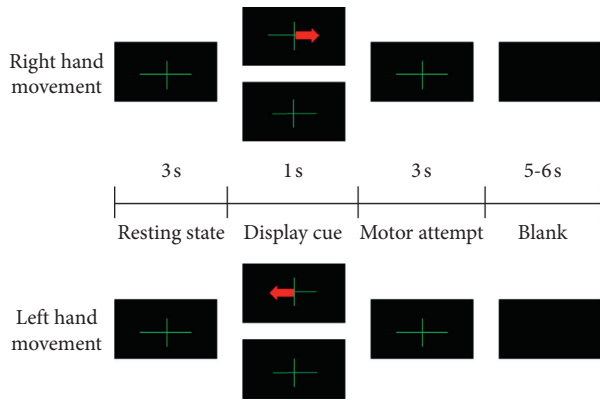 Right hand
movement
3 s
1 s
3 s
5-6 s
Resting state
Display cue
Motor attempt
Blank
Left hand
movement